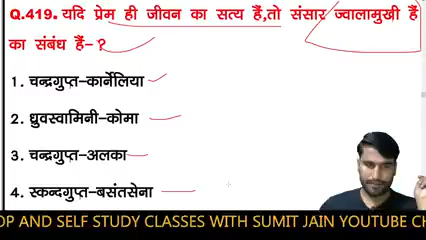 Q.419. यदि प्रेम ही जीवन का सत्य हैं,तो संसार ज्वालामुखी हैं
का संबंध हैं-?
1. चन्द्रगुप्त–कार्नेलिया
2. ध्रुवस्वामिनी–कोमा
3. चन्द्रगुप्त–अलका
4. स्कन्दगुप्त–बसंतसेना
OP AND SELF STUDY CLASSES WITH SUMIT JAIN YOUTUBE CH